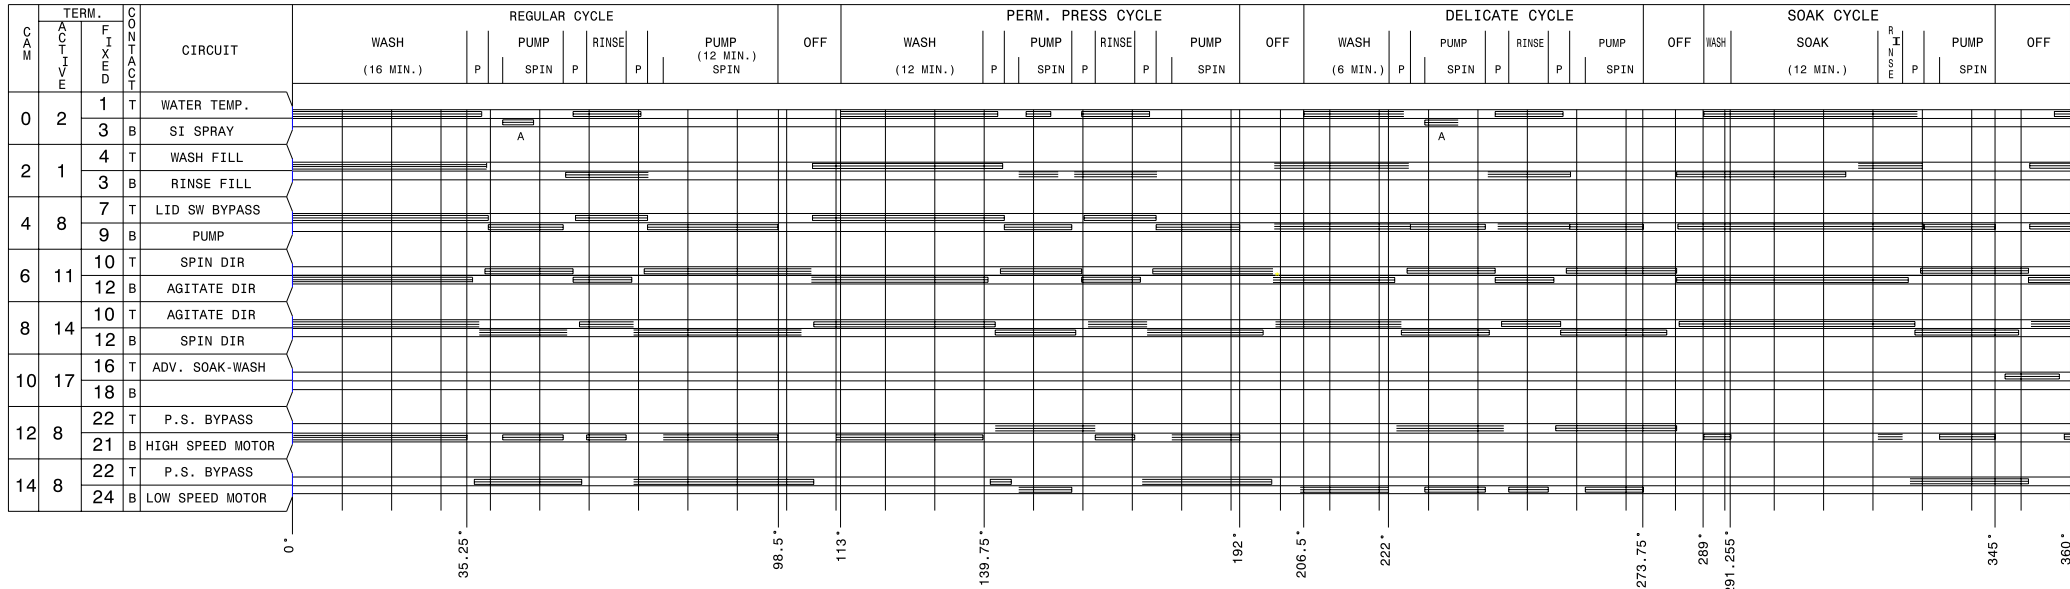 TERM.
CAM
ACTIVE
FIXED
CONTACT
CIRCUIT
REGULAR CYCLE
WASH
(16 MIN.)
P
PUMP
SPIN
P
RINSE
P
PUMP
(12 MIN.)
SPIN
OFF
PERM. PRESS CYCLE
WASH
(12 MIN.)
P
PUMP
SPIN
P
RINSE
P
PUMP
SPIN
OFF
DELICATE CYCLE
WASH
(6 MIN.)
P
PUMP
SPIN
P
RINSE
P
PUMP
SPIN
OFF
SOAK CYCLE
WASH
SOAK
(12 MIN.)
RINSE
P
PUMP
SPIN
OFF
0 2
1 T WATER TEMP.
3 B SI SPRAY
A A
2 1
4 T WASH FILL
3 B RINSE FILL
4 8
7 T LID SW BYPASS
9 B PUMP
6 11
10 T SPIN DIR
12 B AGITATE DIR
8 14
10 T AGITATE DIR
12 B SPIN DIR
10 17
16 T ADV. SOAK-WASH
18 B
12 8
22 T P.S. BYPASS
21 B HIGH SPEED MOTOR
14 8
22 T P.S. BYPASS
24 B LOW SPEED MOTOR
0°
35.25°
98.5°
113°
139.75°
192°
206.5°
222°
273.75°
289°
291.255°
345°
360°